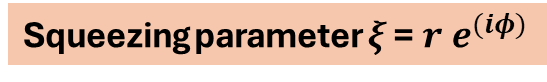 Squeezing parameter ξ = r e^(iϕ)